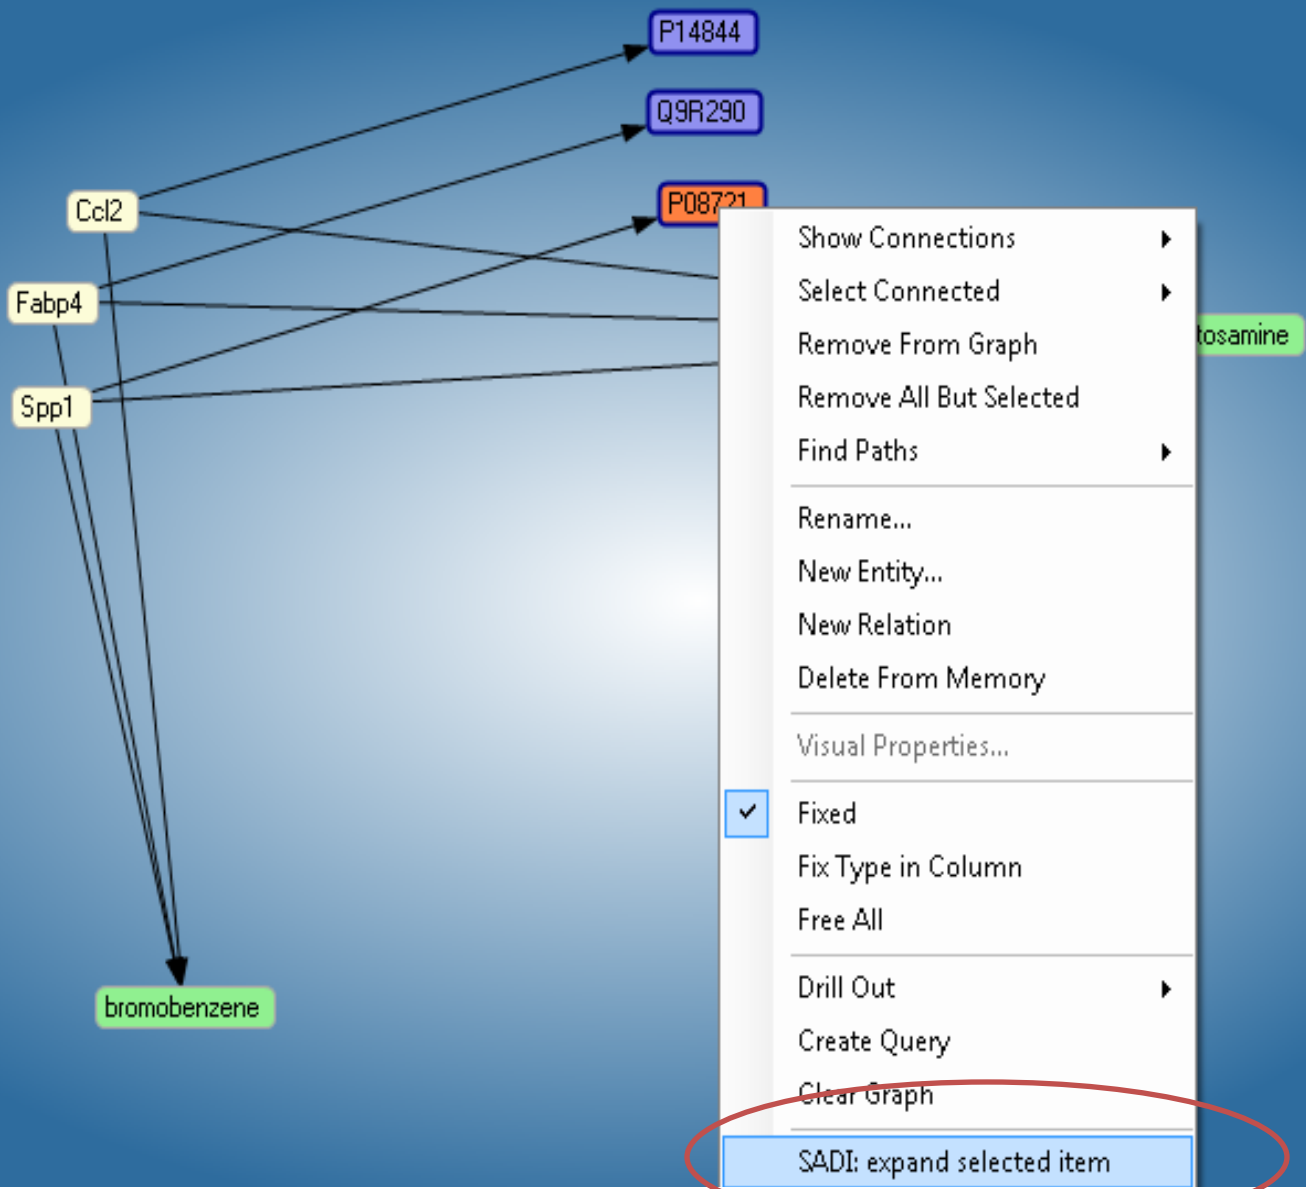 P14844
Q9R290
P08721
Ccl2
Fabp4
Spp1
bromobenzene
tosamine
Show Connections
Select Connected
Remove From Graph
Remove All But Selected
Find Paths
Rename...
New Entity...
New Relation
Delete From Memory
Visual Properties...
Fixed
Fix Type in Column
Free All
Drill Out
Create Query
Clear Graph
SADI: expand selected item